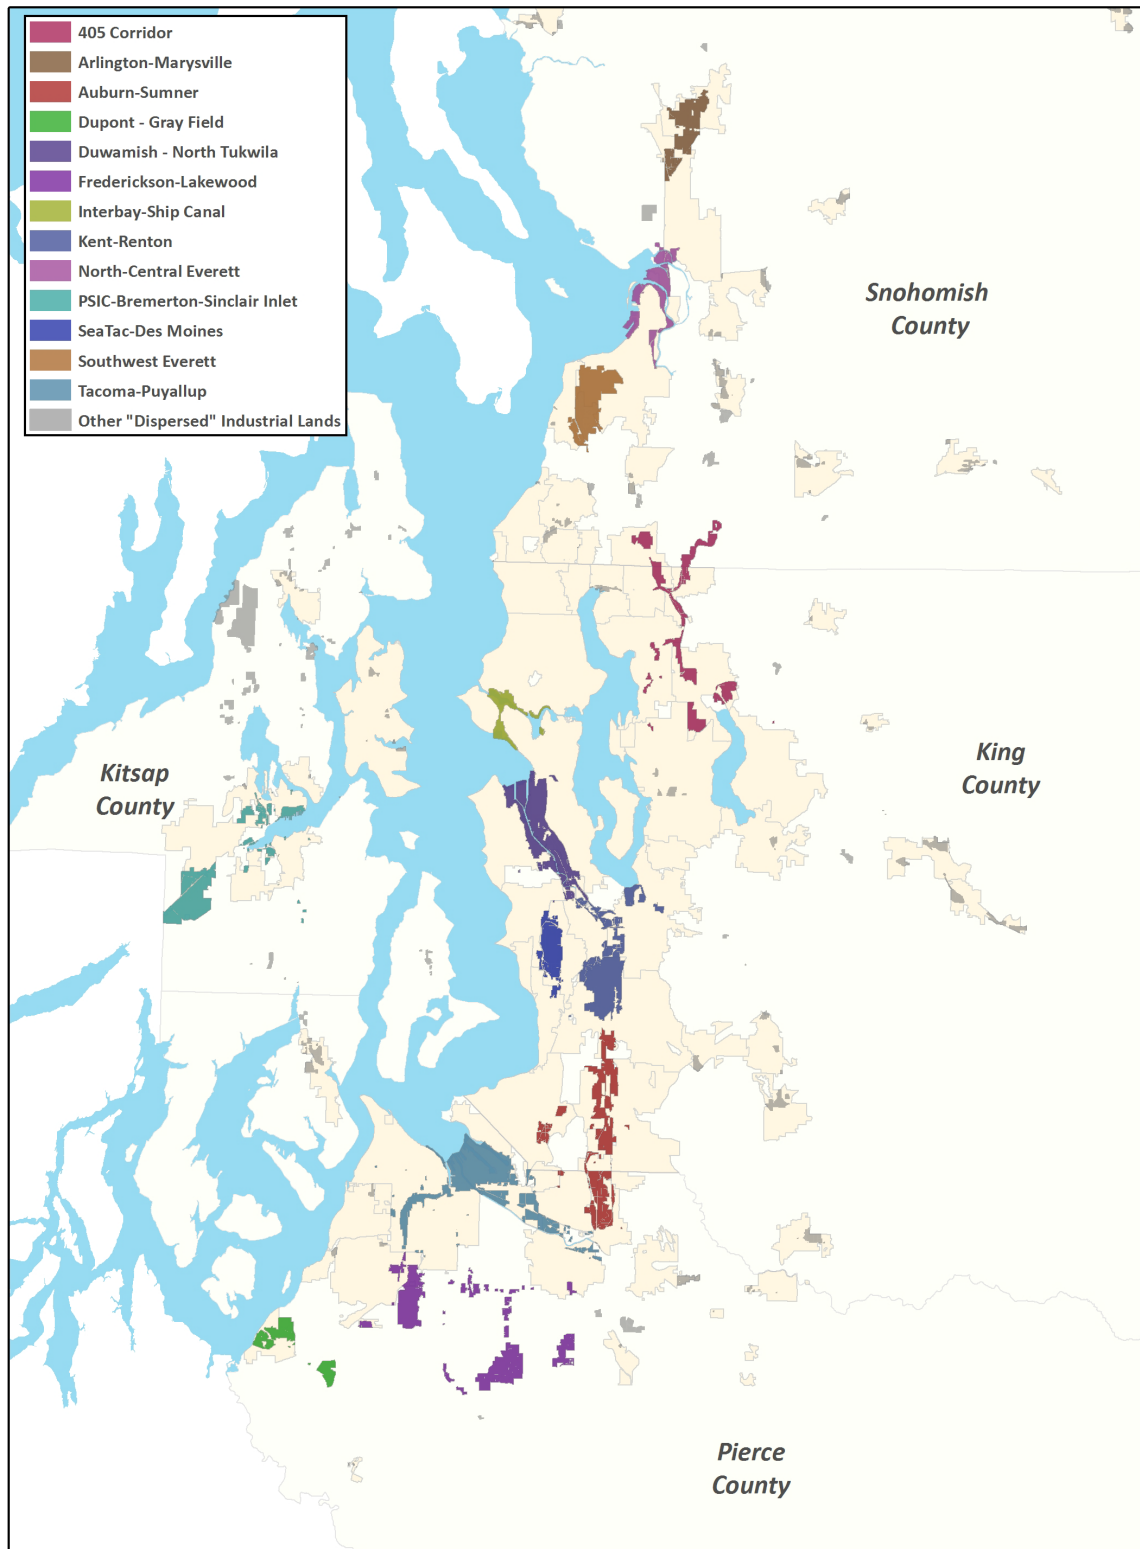 405 Corridor
Arlington-Marysville
Auburn-Sumner
Dupont - Gray Field
Duwamish - North Tukwila
Frederickson-Lakewood
Interbay-Ship Canal
Kent-Renton
North-Central Everett
PSIC-Bremerton-Sinclair Inlet
SeaTac-Des Moines
Southwest Everett
Tacoma-Puyallup
Other "Dispersed" Industrial Lands
Snohomish
County
King
County
Kitsap
County
Pierce
County